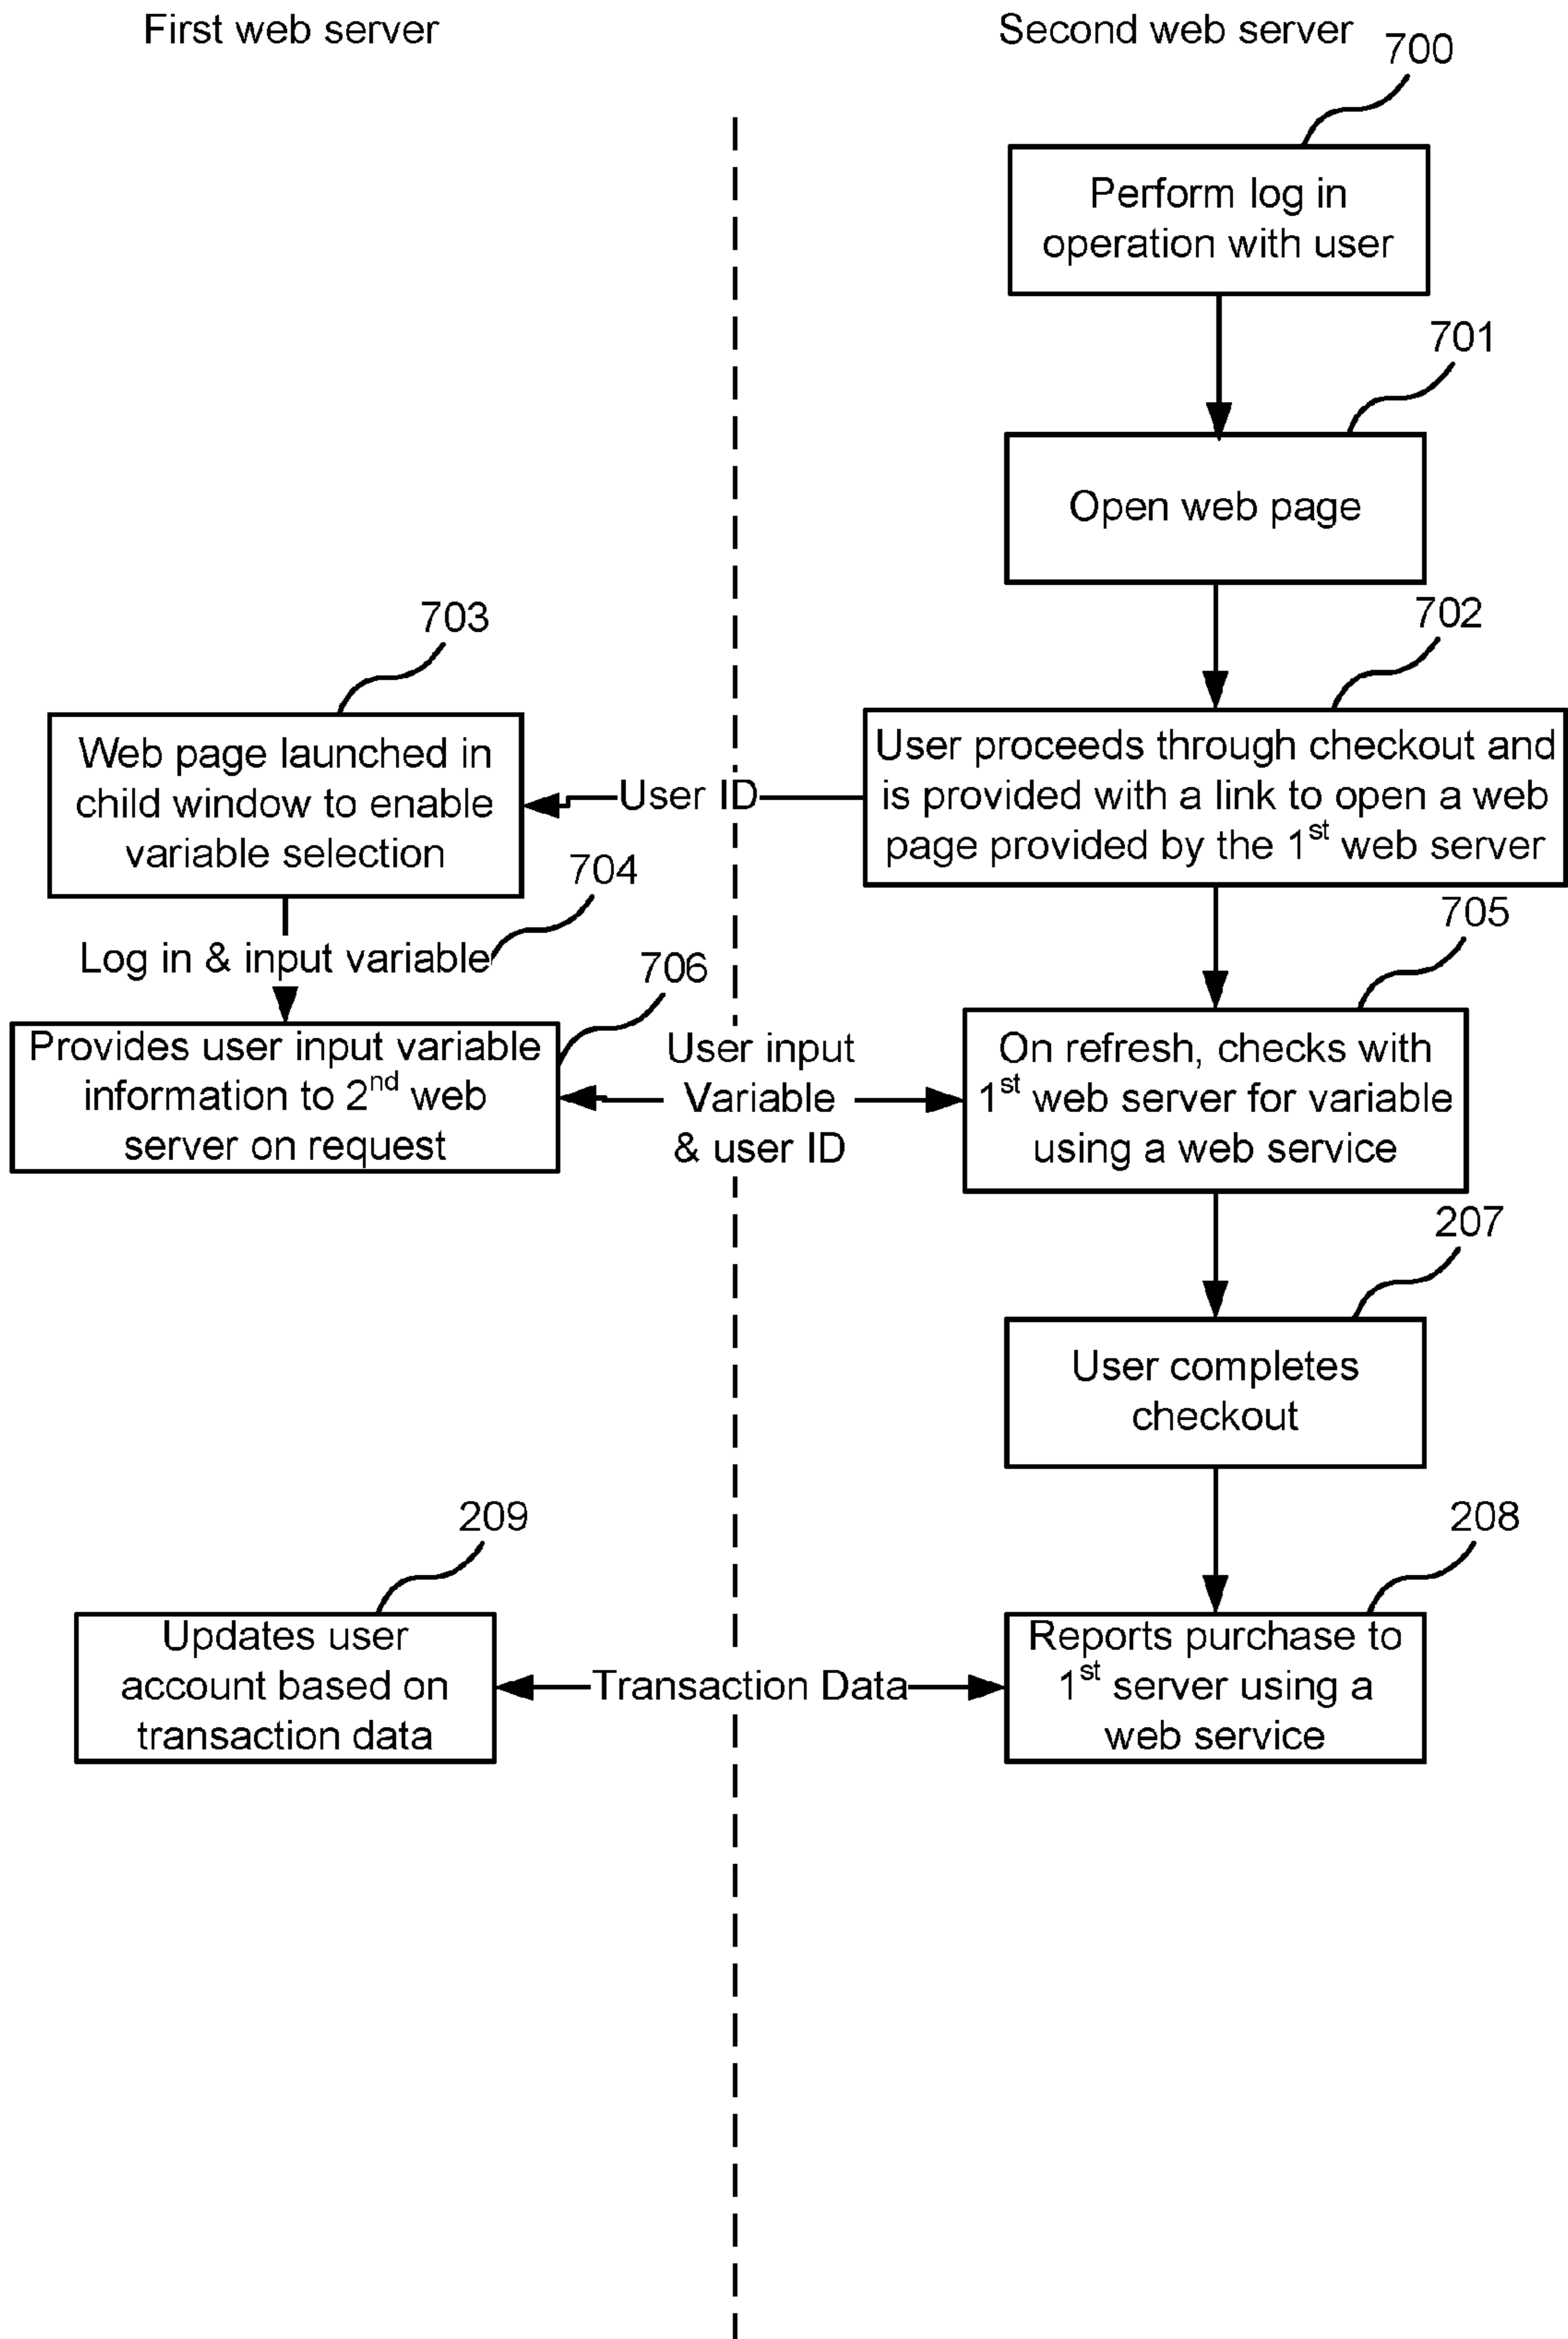 First web server
Second web server
700
Perform log in
operation with user
701
Open web page
702
User proceeds through checkout and
is provided with a link to open a web
page provided by the 1st web server
User ID
703
Web page launched in
child window to enable
variable selection
704
Log in & input variable
705
On refresh, checks with
1st web server for variable
using a web service
706
Provides user input variable
information to 2nd web
server on request
User input
Variable
& user ID
207
User completes
checkout
208
Reports purchase to
1st server using a
web service
Transaction Data
209
Updates user
account based on
transaction data